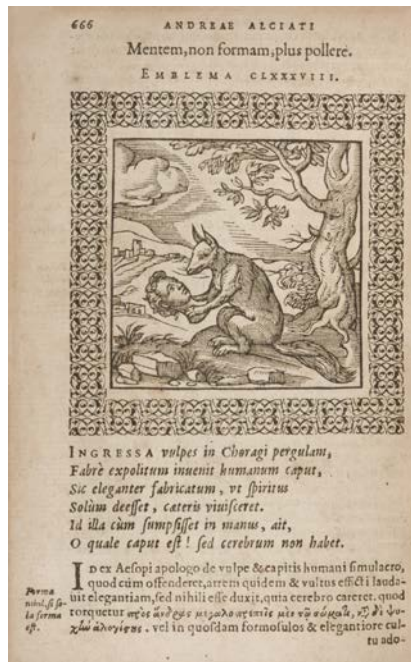 666 ANDREAE ALCIATI
Mentem, non formam, plus pollere.
EMBLEMA CLXXXVIII.
INGRESSA vulpes in Choragi pergulam,
Fabrè expolitum inuenit humanum caput,
Sic eleganter fabricatum, vt ſpiritus
Solùm deeſſet, cæteris viuiſceret.
Id illa cùm ſumpſiſſet in manus, ait,
O quale caput eſt! ſed cerebrum non habet.
ID ex Aeſopi apologo de vulpe & capitis humani ſimulacro,
quod cùm offenderet, artem quidem & vultus efficti lauda-
uit elegantiam, ſed nihili eſſe duxit, quia cerebro careret. quod
torquetur
vel in quoſdam formoſulos & elegantiore cul-
tu ado-
Forma
nihil, ſi ſo-
la forma
eſt.